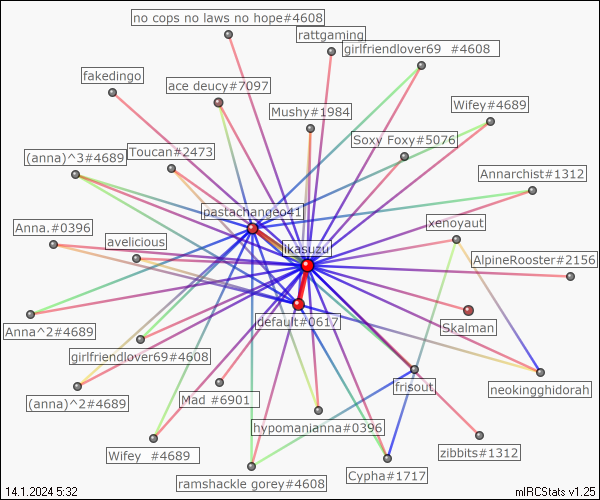 no cops no laws no hope#4608
rattgaming
girlfriendlover69 #4608
fakedingo
ace deucy#7097
Mushy#1984
Wifey#4689
Soxy Foxy#5076
(anna)^3#4689
Toucan#2473
Annarchist#1312
pastachangeo41
Anna.#0396
avelicious
ikasuzu
xenoyaut
AlpineRooster#2156
Anna^2#4689
default#0617
Skalman
girlfriendlover69#4608
(anna)^2#4689
Mad #6901
frisout
neokingghidorah
hypomanianna#0396
Wifey #4689
zibbits#1312
ramshackle gorey#4608
Cypha#1717
14.1.2024 5:32
mIRCStats v1.25